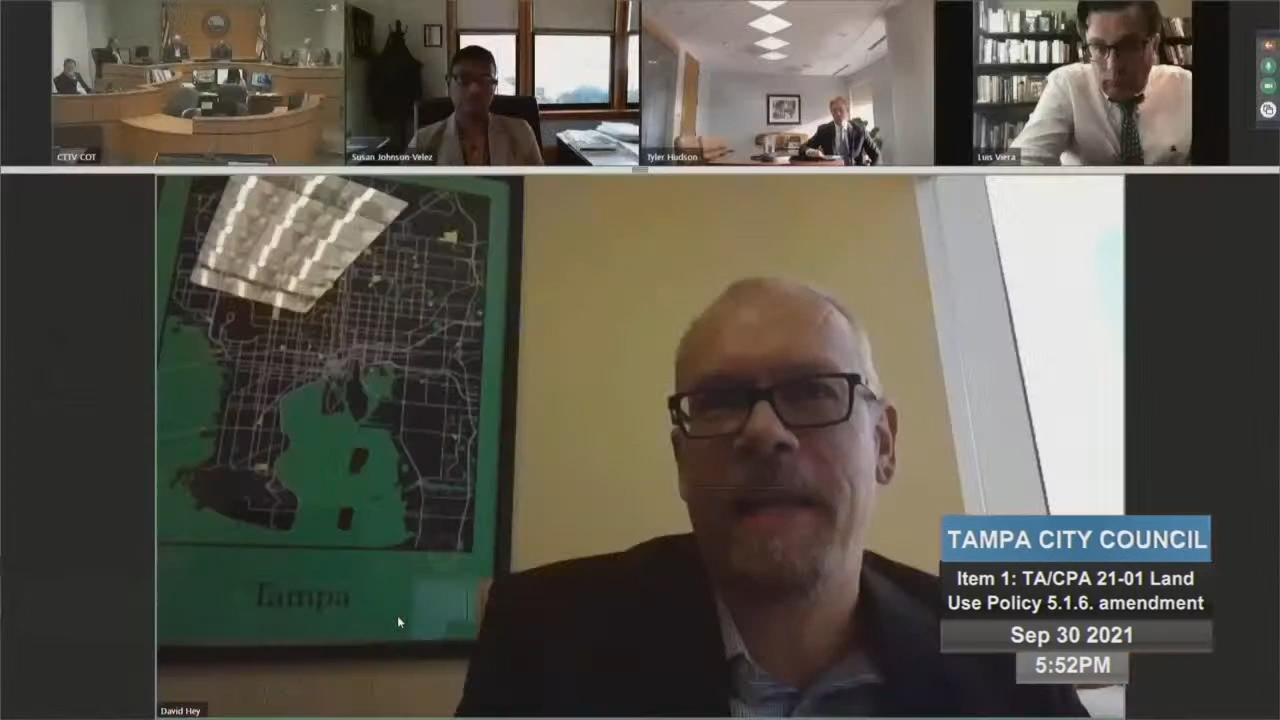 CTTV COT
Susan Johnson-Velez
Tyler Hudson
Luis Viera
Tampa
TAMPA CITY COUNCIL
Item 1: TA/CPA 21-01 Land
Use Policy 5.1.6. amendment
Sep 30 2021
5:52PM
David Hey